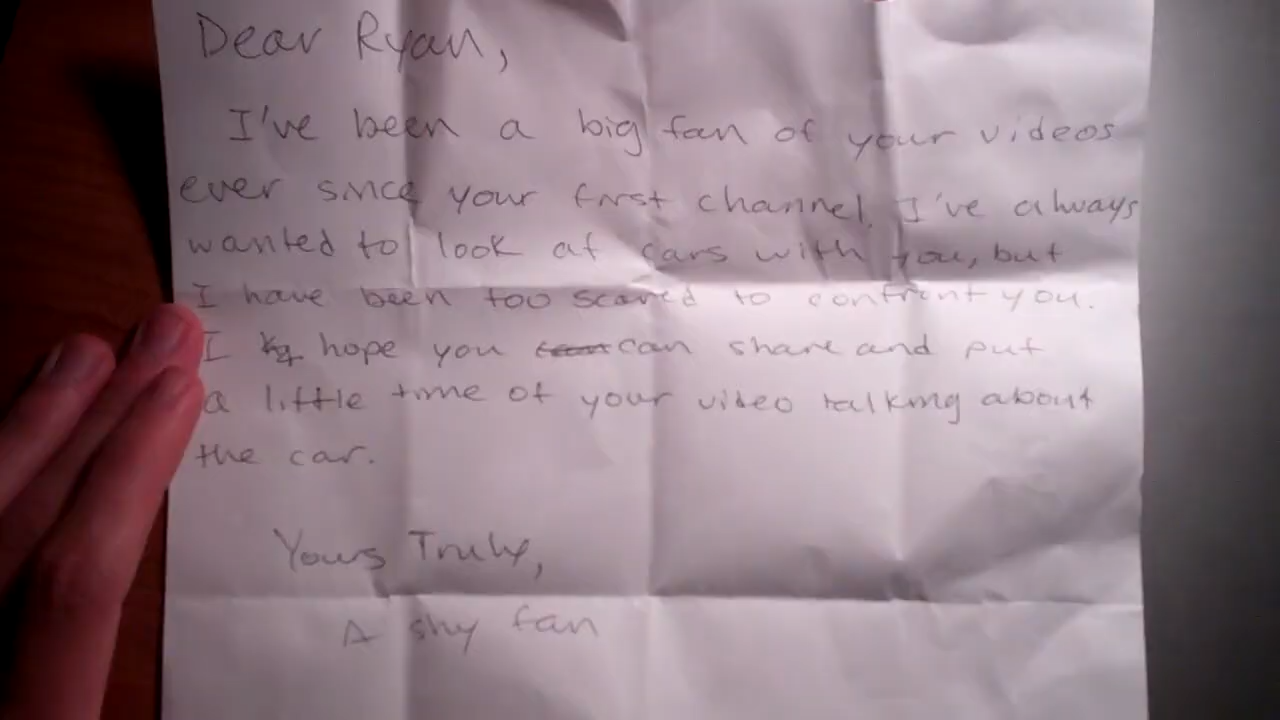 Dear Ryan,
I've been a big fan of your videos
ever since your first channel. I've always
wanted to look at cars with you, but
I have been too scared to confront you.
I hope you can share and put
a little time of your video talking about
the car.
Yours Truly,
A shy fan